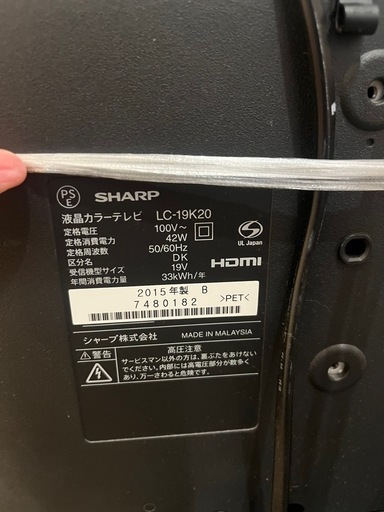 PS
E
SHARP
液晶カラーテレビ LC-19K20
定格電圧 100V～
定格消費電力 42W
定格周波数 50/60Hz
区分名 DK
受信機型サイズ 19V
年間消費電力量 33kWh/年
S
UL Japan
HDMI
2015年製 B
7480182
>PET<
シャープ株式会社 MADE IN MALAYSIA
警告 高圧注意
サービスマン以外の方は、裏ぶたをあけない
でください。内部には高電圧部分が数多く
あり、万一さわると危険です。